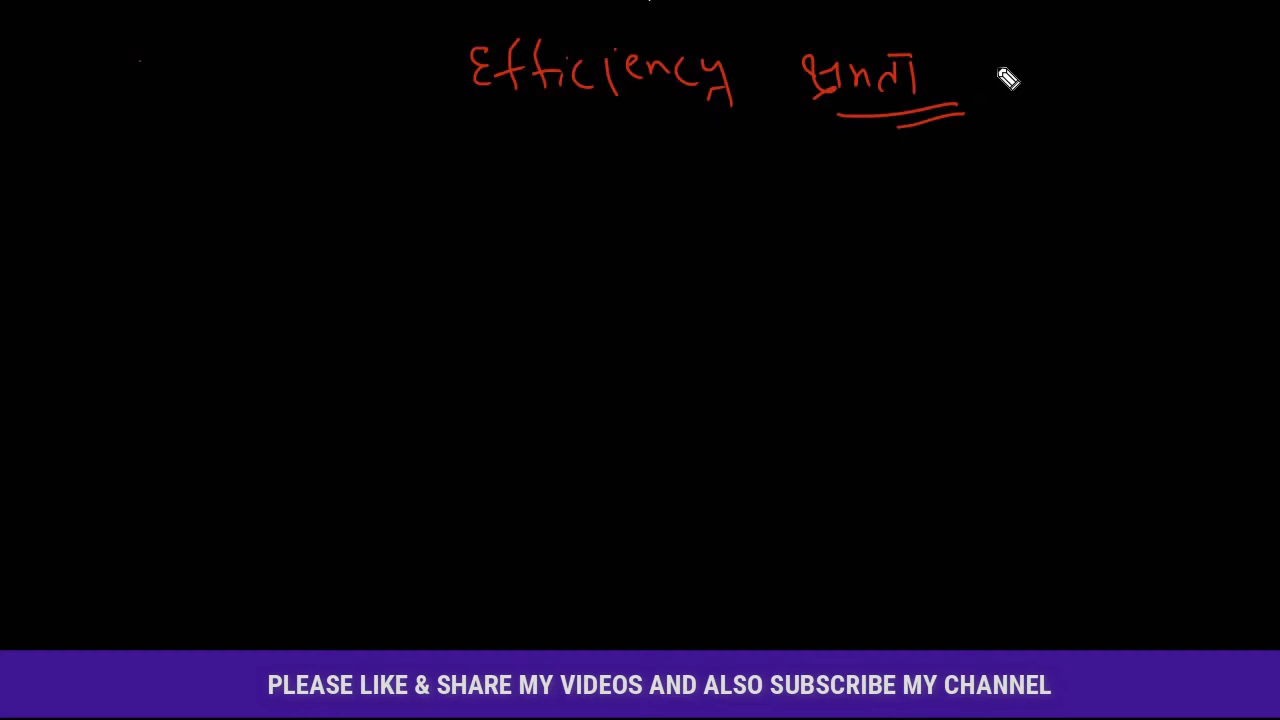 Efficiency क्षमता
PLEASE LIKE & SHARE MY VIDEOS AND ALSO SUBSCRIBE MY CHANNEL